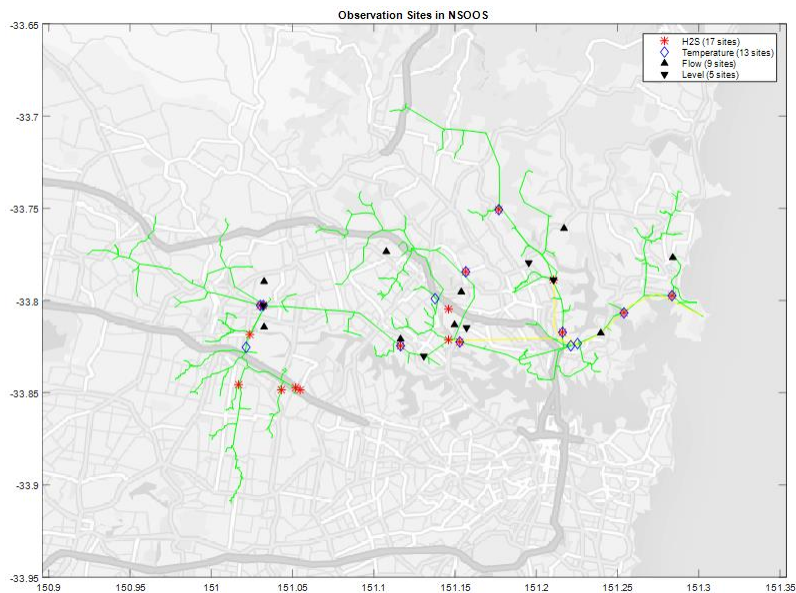 Observation Sites in NSOOS
-33.65
H2S (17 sites)
Temperature (13 sites)
Flow (9 sites)
Level (5 sites)
-33.7
-33.75
-33.8
-33.85
-33.9
-33.95
150.9 150.95 151 151.05 151.1 151.15 151.2 151.25 151.3 151.35